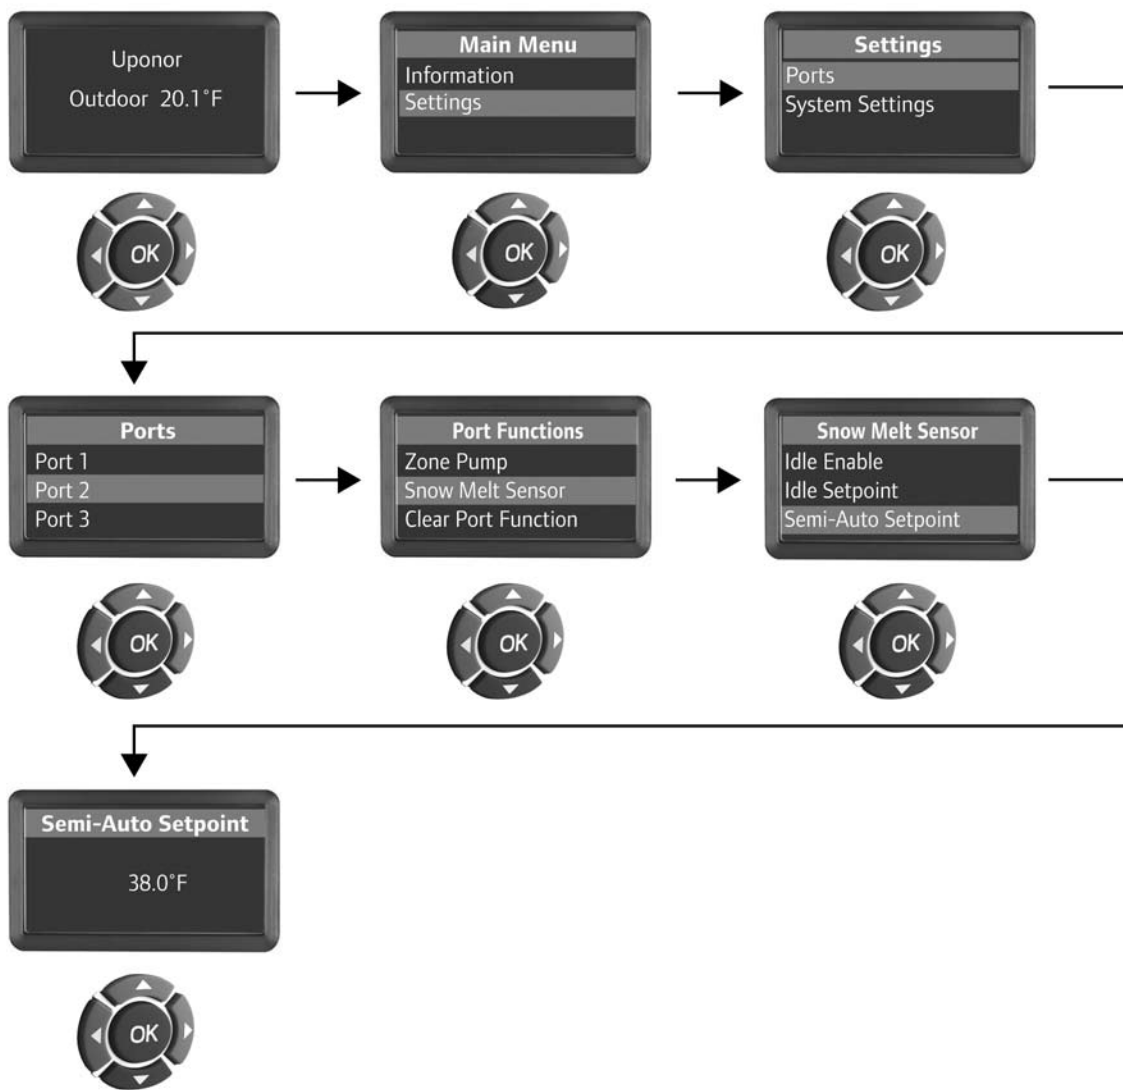 Uponor
Outdoor 20.1°F
Main Menu
Information
Settings
Settings
Ports
System Settings
OK
OK
OK
Ports
Port 1
Port 2
Port 3
Port Functions
Zone Pump
Snow Melt Sensor
Clear Port Function
Snow Melt Sensor
Idle Enable
Idle Setpoint
Semi-Auto Setpoint
OK
OK
OK
Semi-Auto Setpoint
38.0°F
OK